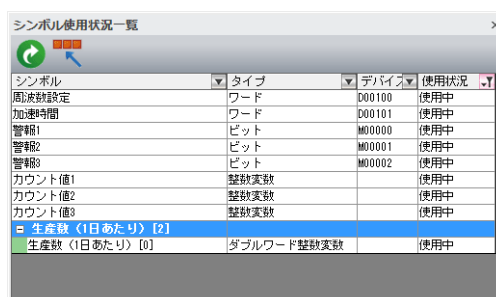 シンボル使用状況一覧
シンボル タイプ デバイス 使用状況
周波数設定 ワード D00100 使用中
加速時間 ワード D00101 使用中
警報1 ビット M00000 使用中
警報2 ビット M00001 使用中
警報3 ビット M00002 使用中
カウント値1 整数変数 使用中
カウント値2 整数変数 使用中
カウント値3 整数変数 使用中
生産数（1日あたり）[2]
生産数（1日あたり）[0] ダブルワード整数変数 使用中